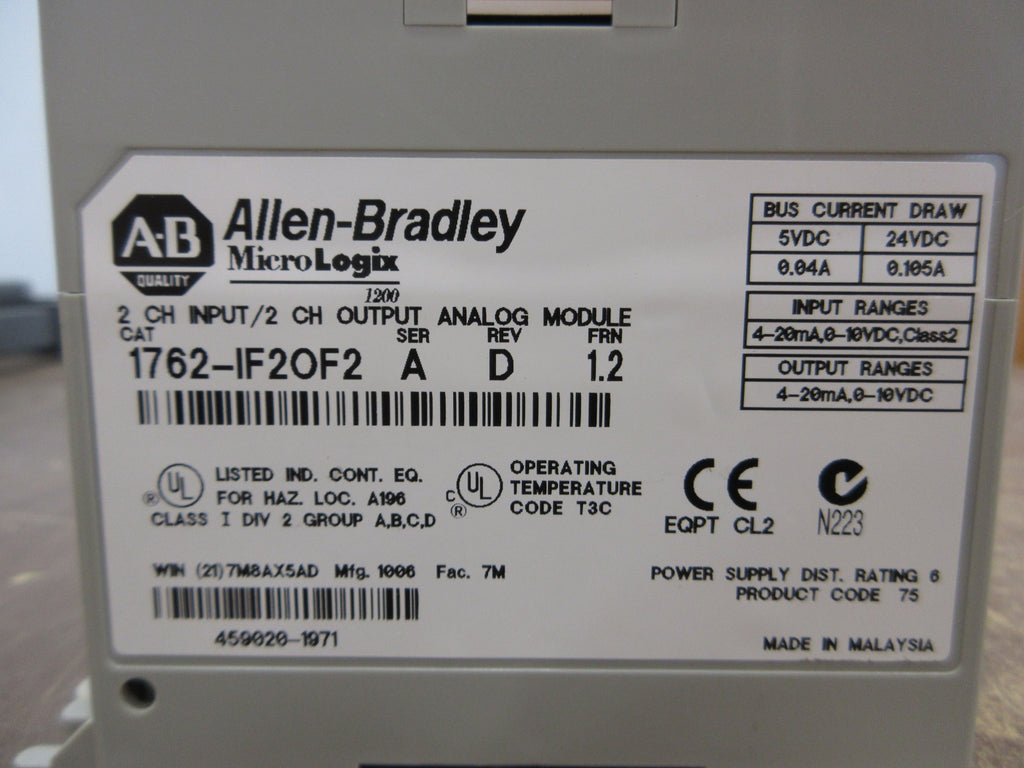 A-B
QUALITY
Allen-Bradley
MicroLogix
1200
2 CH INPUT/2 CH OUTPUT ANALOG MODULE
CAT SER REV FRN
1762-IF2OF2 A D 1.2
BUS CURRENT DRAW
5VDC 24VDC
0.04A 0.105A
INPUT RANGES
4-20mA,0-10VDC,Class2
OUTPUT RANGES
4-20mA,0-10VDC
UL ® LISTED IND. CONT. EQ.
FOR HAZ. LOC. A196
CLASS I DIV 2 GROUP A,B,C,D
C UL ® OPERATING
TEMPERATURE
CODE T3C
CE
EQPT CL2
N223
WIN (21)7M8AX5AD Mfg. 1006 Fac. 7M
459020-1971
POWER SUPPLY DIST. RATING 6
PRODUCT CODE 75
MADE IN MALAYSIA